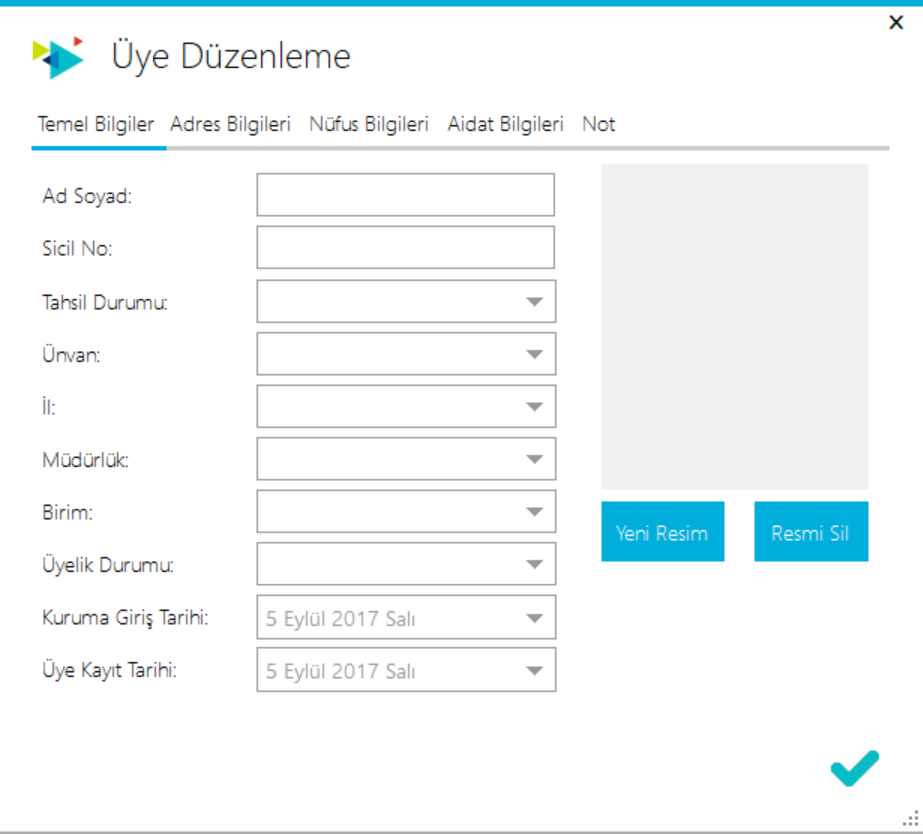 Üye Düzenleme
Temel Bilgiler Adres Bilgileri Nüfus Bilgileri Aidat Bilgileri Not
Ad Soyad:
Sicil No:
Tahsil Durumu:
Ünvan:
İl:
Müdürlük:
Birim:
Üyelik Durumu:
Kuruma Giriş Tarihi: 5 Eylül 2017 Salı
Üye Kayıt Tarihi: 5 Eylül 2017 Salı
Yeni Resim Resmi Sil